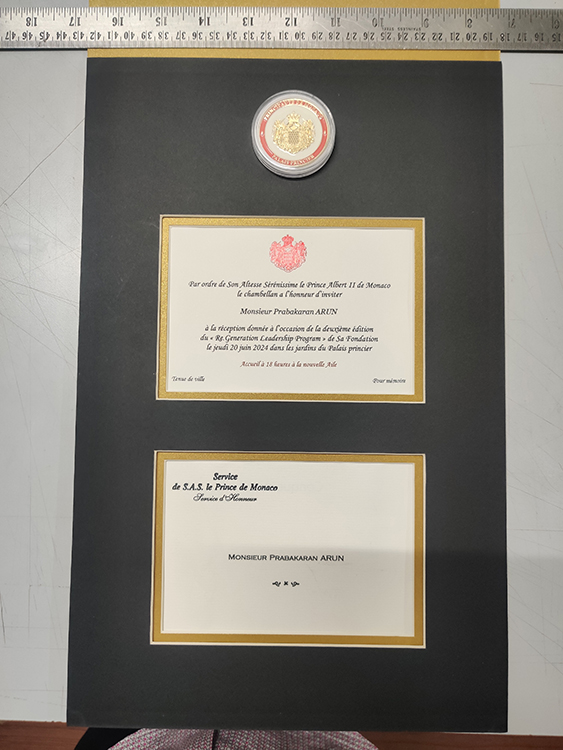 PALAIS PRINCIER
Par ordre de Son Altesse Sérénissime le Prince Albert II de Monaco
le chambellan a l'honneur d'inviter
Monsieur Prabakaran ARUN
à la réception donnée à l'occasion de la deuxième édition
du « Re.Generation Leadership Program » de Sa Fondation
le jeudi 20 juin 2024 dans les jardins du Palais princier
Accueil à 18 heures à la nouvelle Aile
Tenue de ville
Pour mémoire
Service
de S.A.S. le Prince de Monaco
Service d'Honneur
MONSIEUR PRABAKARAN ARUN